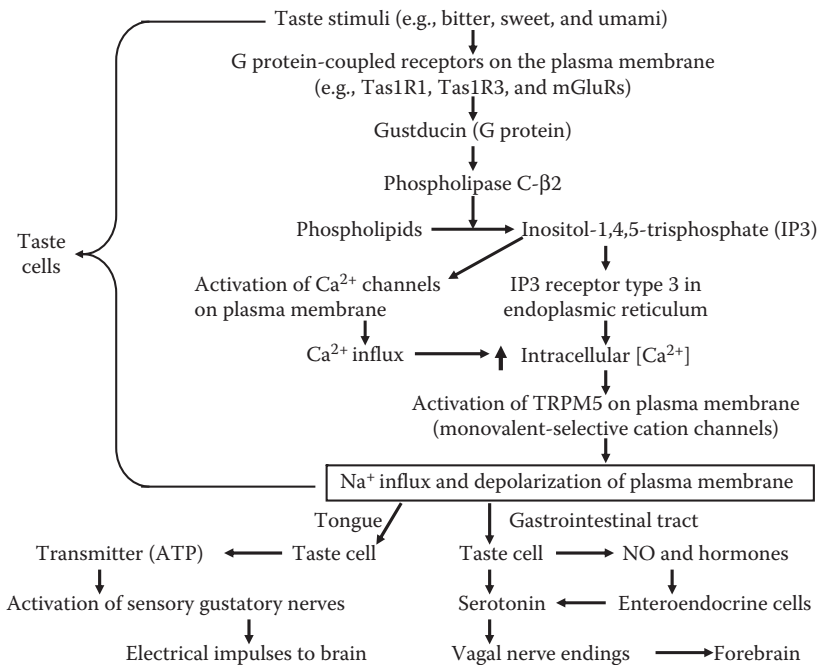 Taste stimuli (e.g., bitter, sweet, and umami)
G protein-coupled receptors on the plasma membrane
(e.g., Tas1R1, Tas1R3, and mGluRs)
Gustducin (G protein)
Phospholipase C-β2
Phospholipids
Inositol-1,4,5-trisphosphate (IP3)
Taste
cells
Activation of Ca²⁺ channels
on plasma membrane
IP3 receptor type 3 in
endoplasmic reticulum
Ca²⁺ influx
Intracellular [Ca²⁺]
Activation of TRPM5 on plasma membrane
(monovalent-selective cation channels)
Na⁺ influx and depolarization of plasma membrane
Tongue
Gastrointestinal tract
Transmitter (ATP)
Taste cell
Taste cell
NO and hormones
Activation of sensory gustatory nerves
Serotonin
Enteroendocrine cells
Electrical impulses to brain
Vagal nerve endings
Forebrain